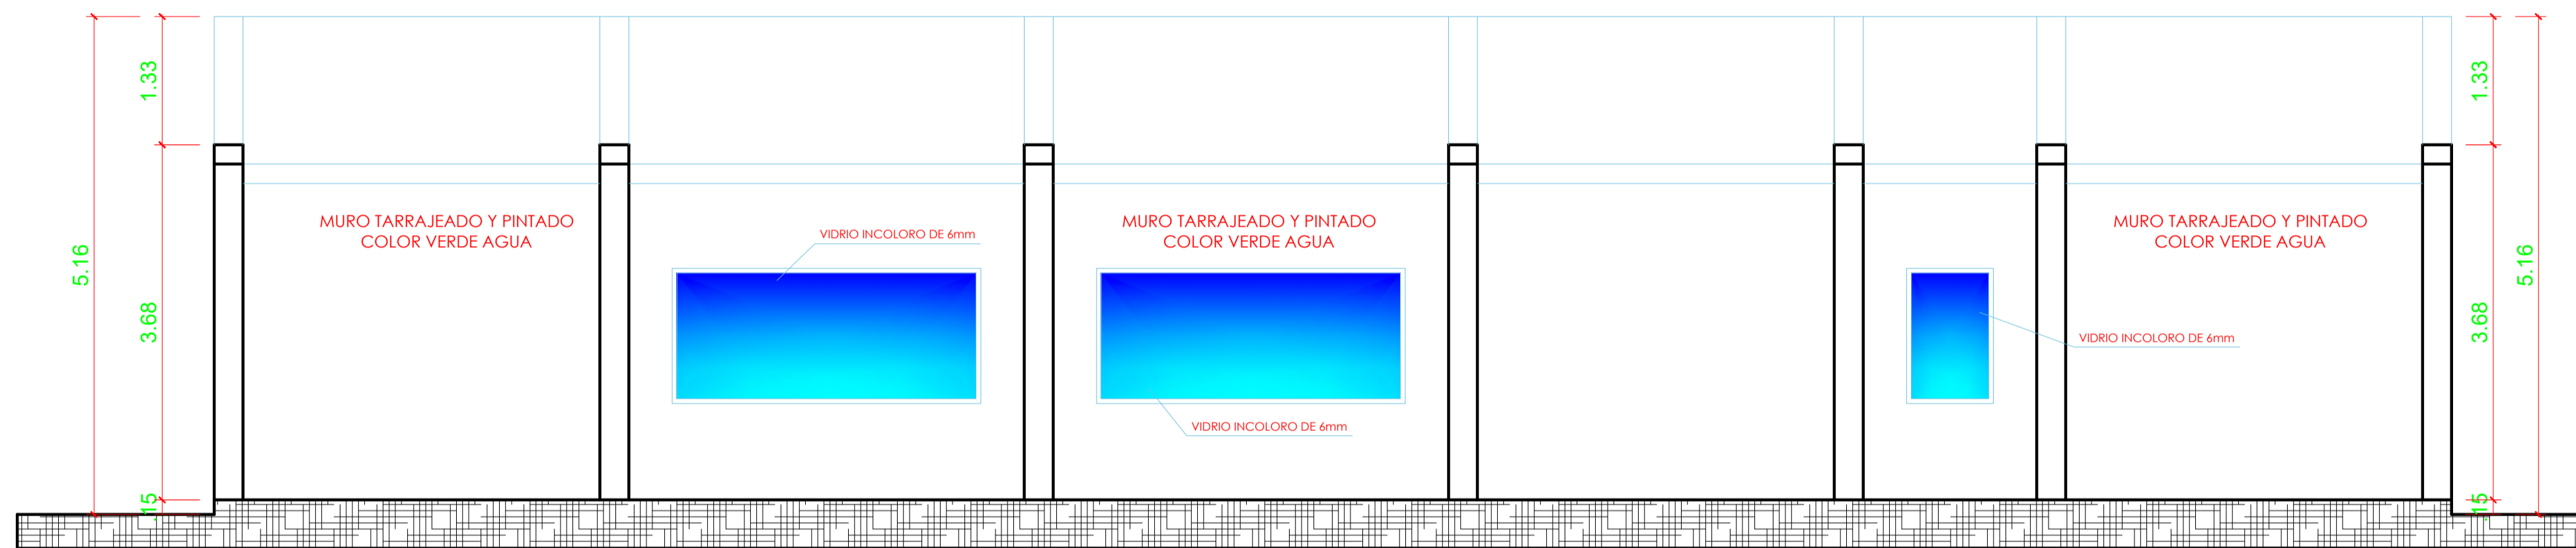 1.33
1.33
MURO TARRAJEADO Y PINTADO
COLOR VERDE AGUA
VIDRIO INCOLORO DE 6mm
MURO TARRAJEADO Y PINTADO
COLOR VERDE AGUA
MURO TARRAJEADO Y PINTADO
COLOR VERDE AGUA
5.16
5.16
3.68
3.68
VIDRIO INCOLORO DE 6mm
VIDRIO INCOLORO DE 6mm
.15
.15